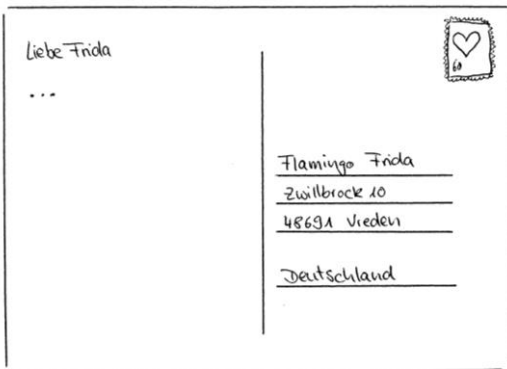 Liebe Frida
...
60
Flamingo Frida
Zwillbrock 10
48691 Vreden
Deutschland